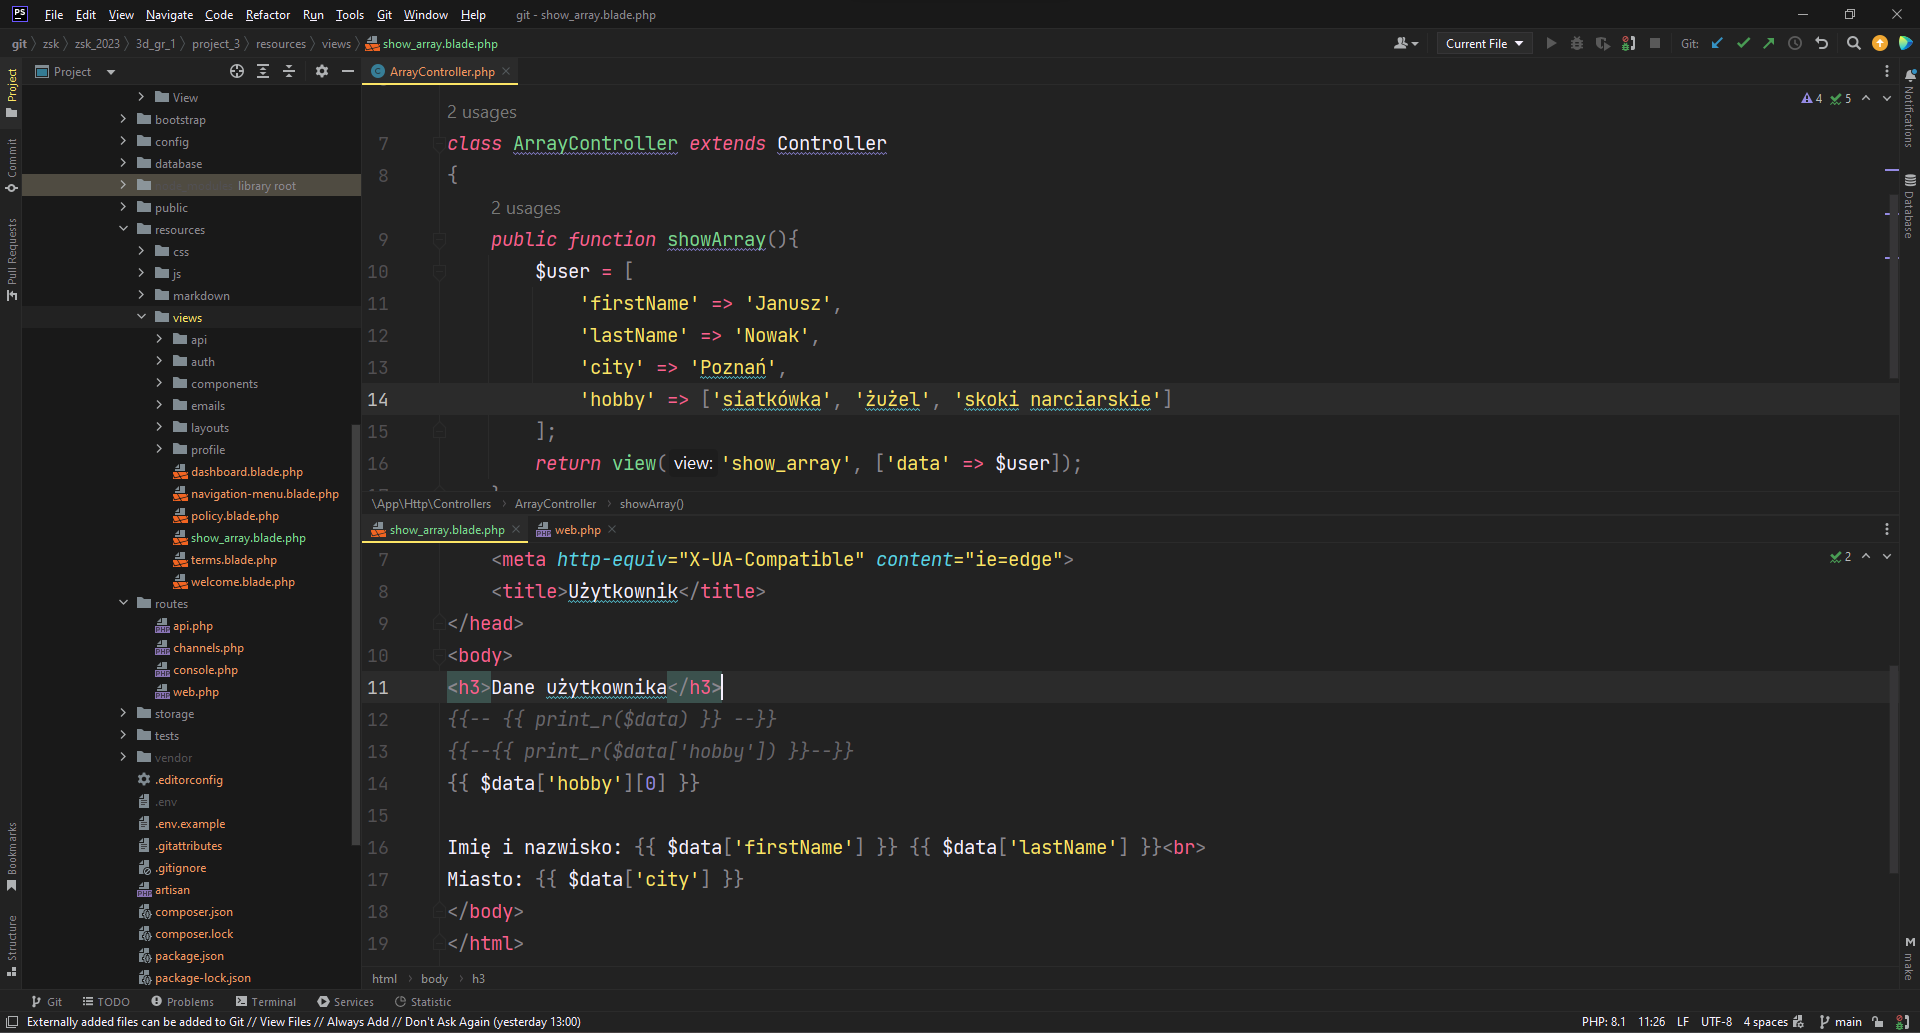 File Edit View Navigate Code Refactor Run Tools Git Window Help git - show_array.blade.php
git zsk zsk_2023 3d_gr_1 project_3 resources views show_array.blade.php Current File Git:
Project
ArrayController.php
Project
Commit
Pull Requests
Bookmarks
Structure
View
bootstrap
config
database
library root
public
resources
css
js
markdown
views
api
auth
components
emails
layouts
profile
dashboard.blade.php
navigation-menu.blade.php
policy.blade.php
show_array.blade.php
terms.blade.php
welcome.blade.php
routes
api.php
channels.php
console.php
web.php
storage
tests
vendor
.editorconfig
.env
.env.example
.gitattributes
.gitignore
artisan
composer.json
composer.lock
package.json
package-lock.json
4 5
2 usages
7 class ArrayController extends Controller
8 {
2 usages
9 public function showArray(){
10 $user = [
11 'firstName' => 'Janusz',
12 'lastName' => 'Nowak',
13 'city' => 'Poznań',
14 'hobby' => ['siatkówka', 'żużel', 'skoki narciarskie']
15 ];
16 return view( view: 'show_array', ['data' => $user]);
\App\Http\Controllers ArrayController showArray()
show_array.blade.php web.php
2
7 <meta http-equiv="X-UA-Compatible" content="ie=edge">
8 <title>Użytkownik</title>
9 </head>
10 <body>
11 <h3>Dane użytkownika</h3>
12 {{-- {{ print_r($data) }} --}}
13 {{--{{ print_r($data['hobby']) }}--}}
14 {{ $data['hobby'][0] }}
15
16 Imię i nazwisko: {{ $data['firstName'] }} {{ $data['lastName'] }}<br>
17 Miasto: {{ $data['city'] }}
18 </body>
19 </html>
html body h3
Notifications
Database
M make
Git TODO Problems Terminal Services Statistic
Externally added files can be added to Git // View Files // Always Add // Don't Ask Again (yesterday 13:00) PHP: 8.1 11:26 LF UTF-8 4 spaces main